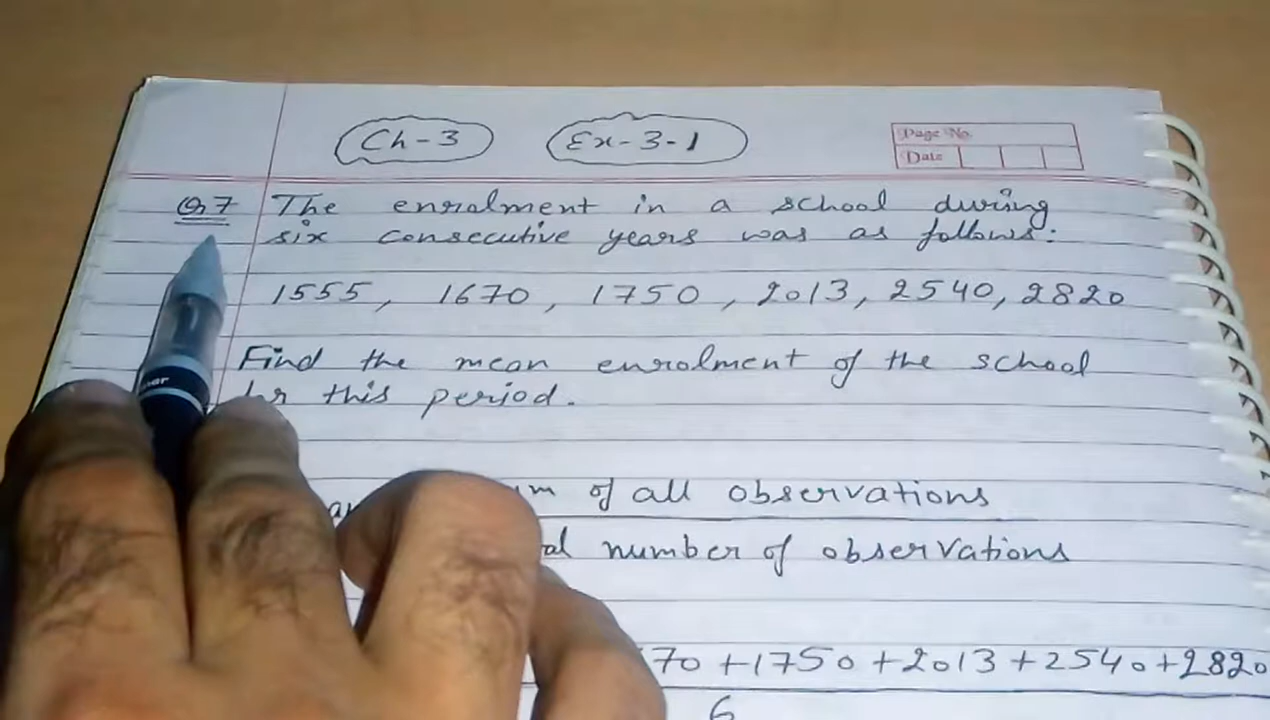 Ch-3 Ex-3-1
Page No.
Date
Q7 The enrolment in a school during
six consecutive years was as follows:
1555, 1670, 1750, 2013, 2540, 2820
Find the mean enrolment of the school
this period.
of all observations
number of observations
70 +1750+2013+2540+2820
6